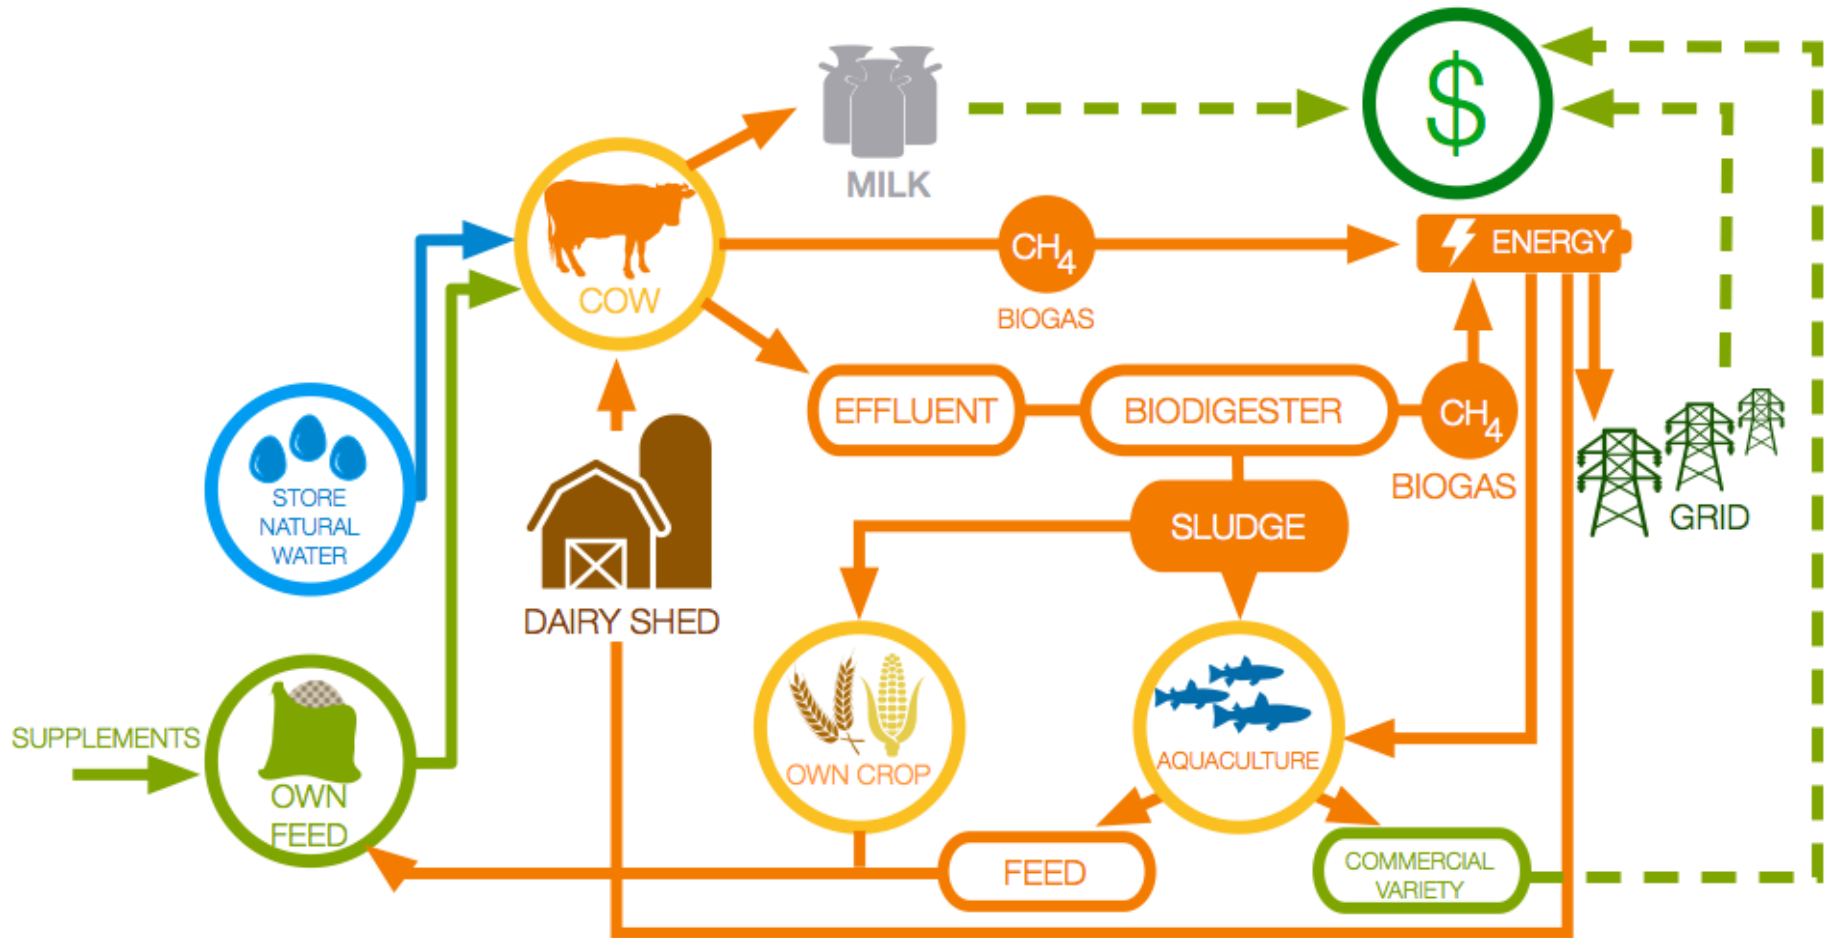 $
MILK
CH4
BIOGAS
ENERGY
COW
EFFLUENT
BIODIGESTER
CH4
BIOGAS
STORE
NATURAL
WATER
SLUDGE
GRID
DAIRY SHED
SUPPLEMENTS
OWN
FEED
OWN CROP
AQUACULTURE
FEED
COMMERCIAL
VARIETY